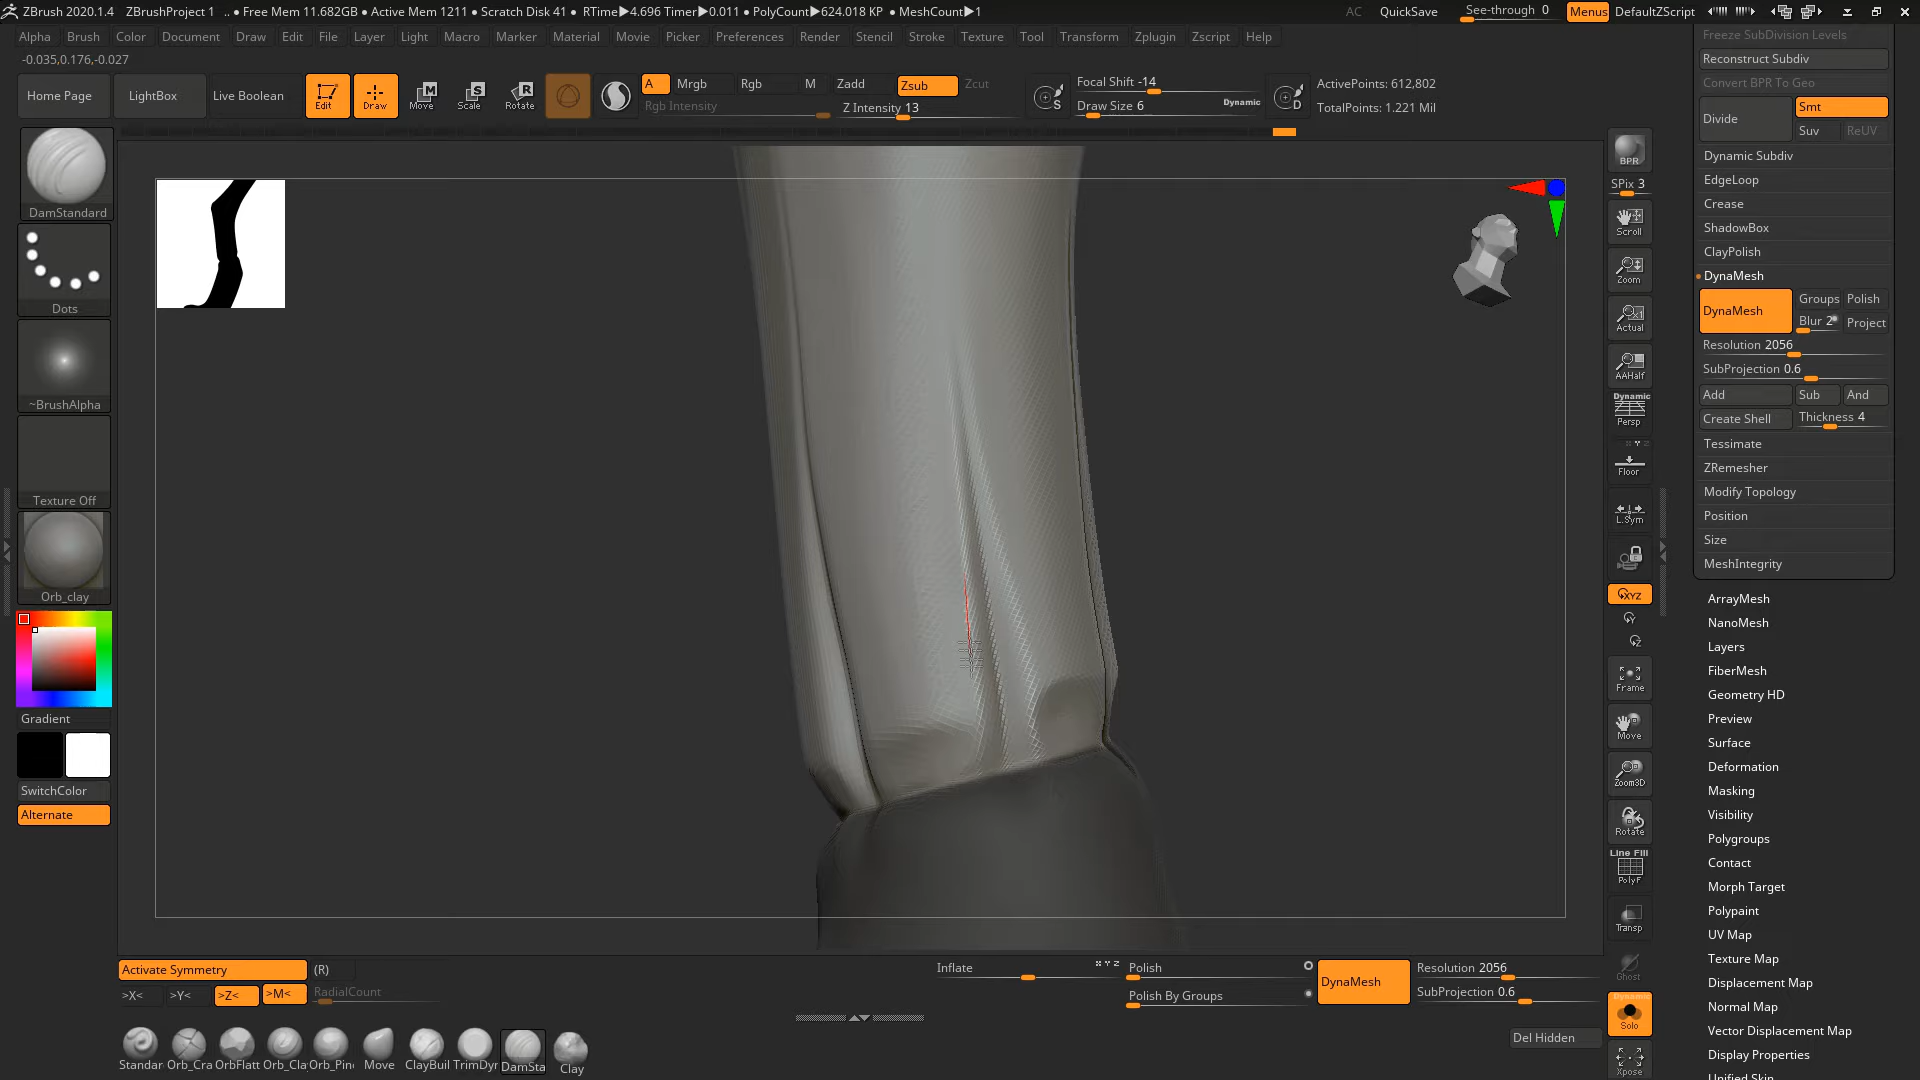 ZBrush 2020.1.4 ZBrushProject 1 .. ● Free Mem 11.682GB ● Active Mem 1211 ● Scratch Disk 41 ● RTime▶4.696 Timer▶0.011 ● PolyCount▶624.018 KP ● MeshCount▶1 AC QuickSave See-through 0 Menus DefaultZScript
Alpha Brush Color Document Draw Edit File Layer Light Macro Marker Material Movie Picker Preferences Render Stencil Stroke Texture Tool Transform Zplugin Zscript Help
-0.035,0.176,-0.027
Home Page LightBox Live Boolean Edit Draw Move Scale Rotate
A Mrgb Rgb M Zadd Zsub Zcut
Rgb Intensity Z Intensity 13
Focal Shift -14
Draw Size 6 Dynamic
S
D
ActivePoints: 612,802
TotalPoints: 1.221 Mil
DamStandard
Dots
~BrushAlpha
Texture Off
Orb_clay
Gradient
SwitchColor
Alternate
BPR
SPix 3
Scroll
Zoom
Actual
AAHalf
Dynamic
Persp
Floor
L.Sym
XYZ
Y
Z
Frame
Move
Zoom3D
Rotate
Line Fill
PolyF
Transp
Ghost
Dynamic
Solo
Xpose
Freeze SubDivision Levels
Reconstruct Subdiv
Convert BPR To Geo
Divide Smt
Suv ReUV
Dynamic Subdiv
EdgeLoop
Crease
ShadowBox
ClayPolish
DynaMesh
DynaMesh Groups Polish
Blur 2 Project
Resolution 2056
SubProjection 0.6
Add Sub And
Create Shell Thickness 4
Tessimate
ZRemesher
Modify Topology
Position
Size
MeshIntegrity
ArrayMesh
NanoMesh
Layers
FiberMesh
Geometry HD
Preview
Surface
Deformation
Masking
Visibility
Polygroups
Contact
Morph Target
Polypaint
UV Map
Texture Map
Displacement Map
Normal Map
Vector Displacement Map
Display Properties
Unified Skin
Activate Symmetry (R)
>X< >Y< >Z< >M< RadialCount
Inflate X Y Z Polish
Polish By Groups
DynaMesh
Resolution 2056
SubProjection 0.6
Del Hidden
Standar Orb_Cra OrbFlatt Orb_Cla Orb_Pin Move ClayBuil TrimDyn DamSta Clay